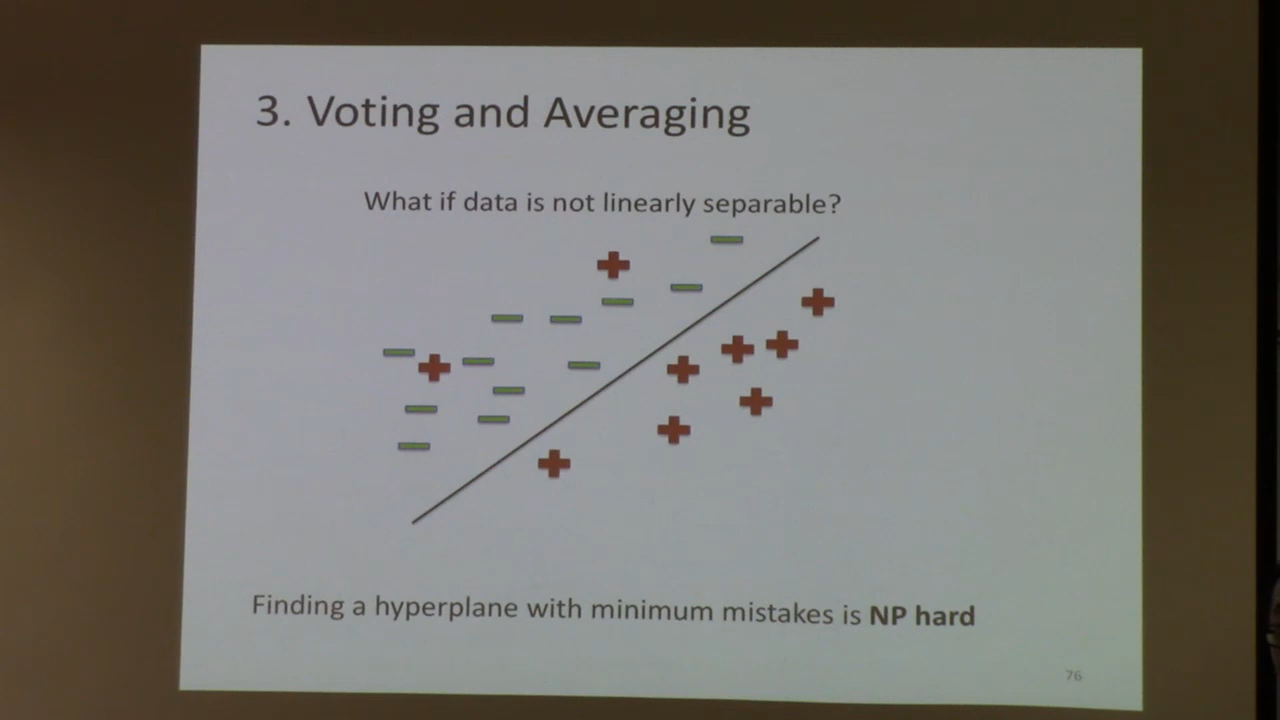 3. Voting and Averaging
What if data is not linearly separable?
Finding a hyperplane with minimum mistakes is NP hard
76